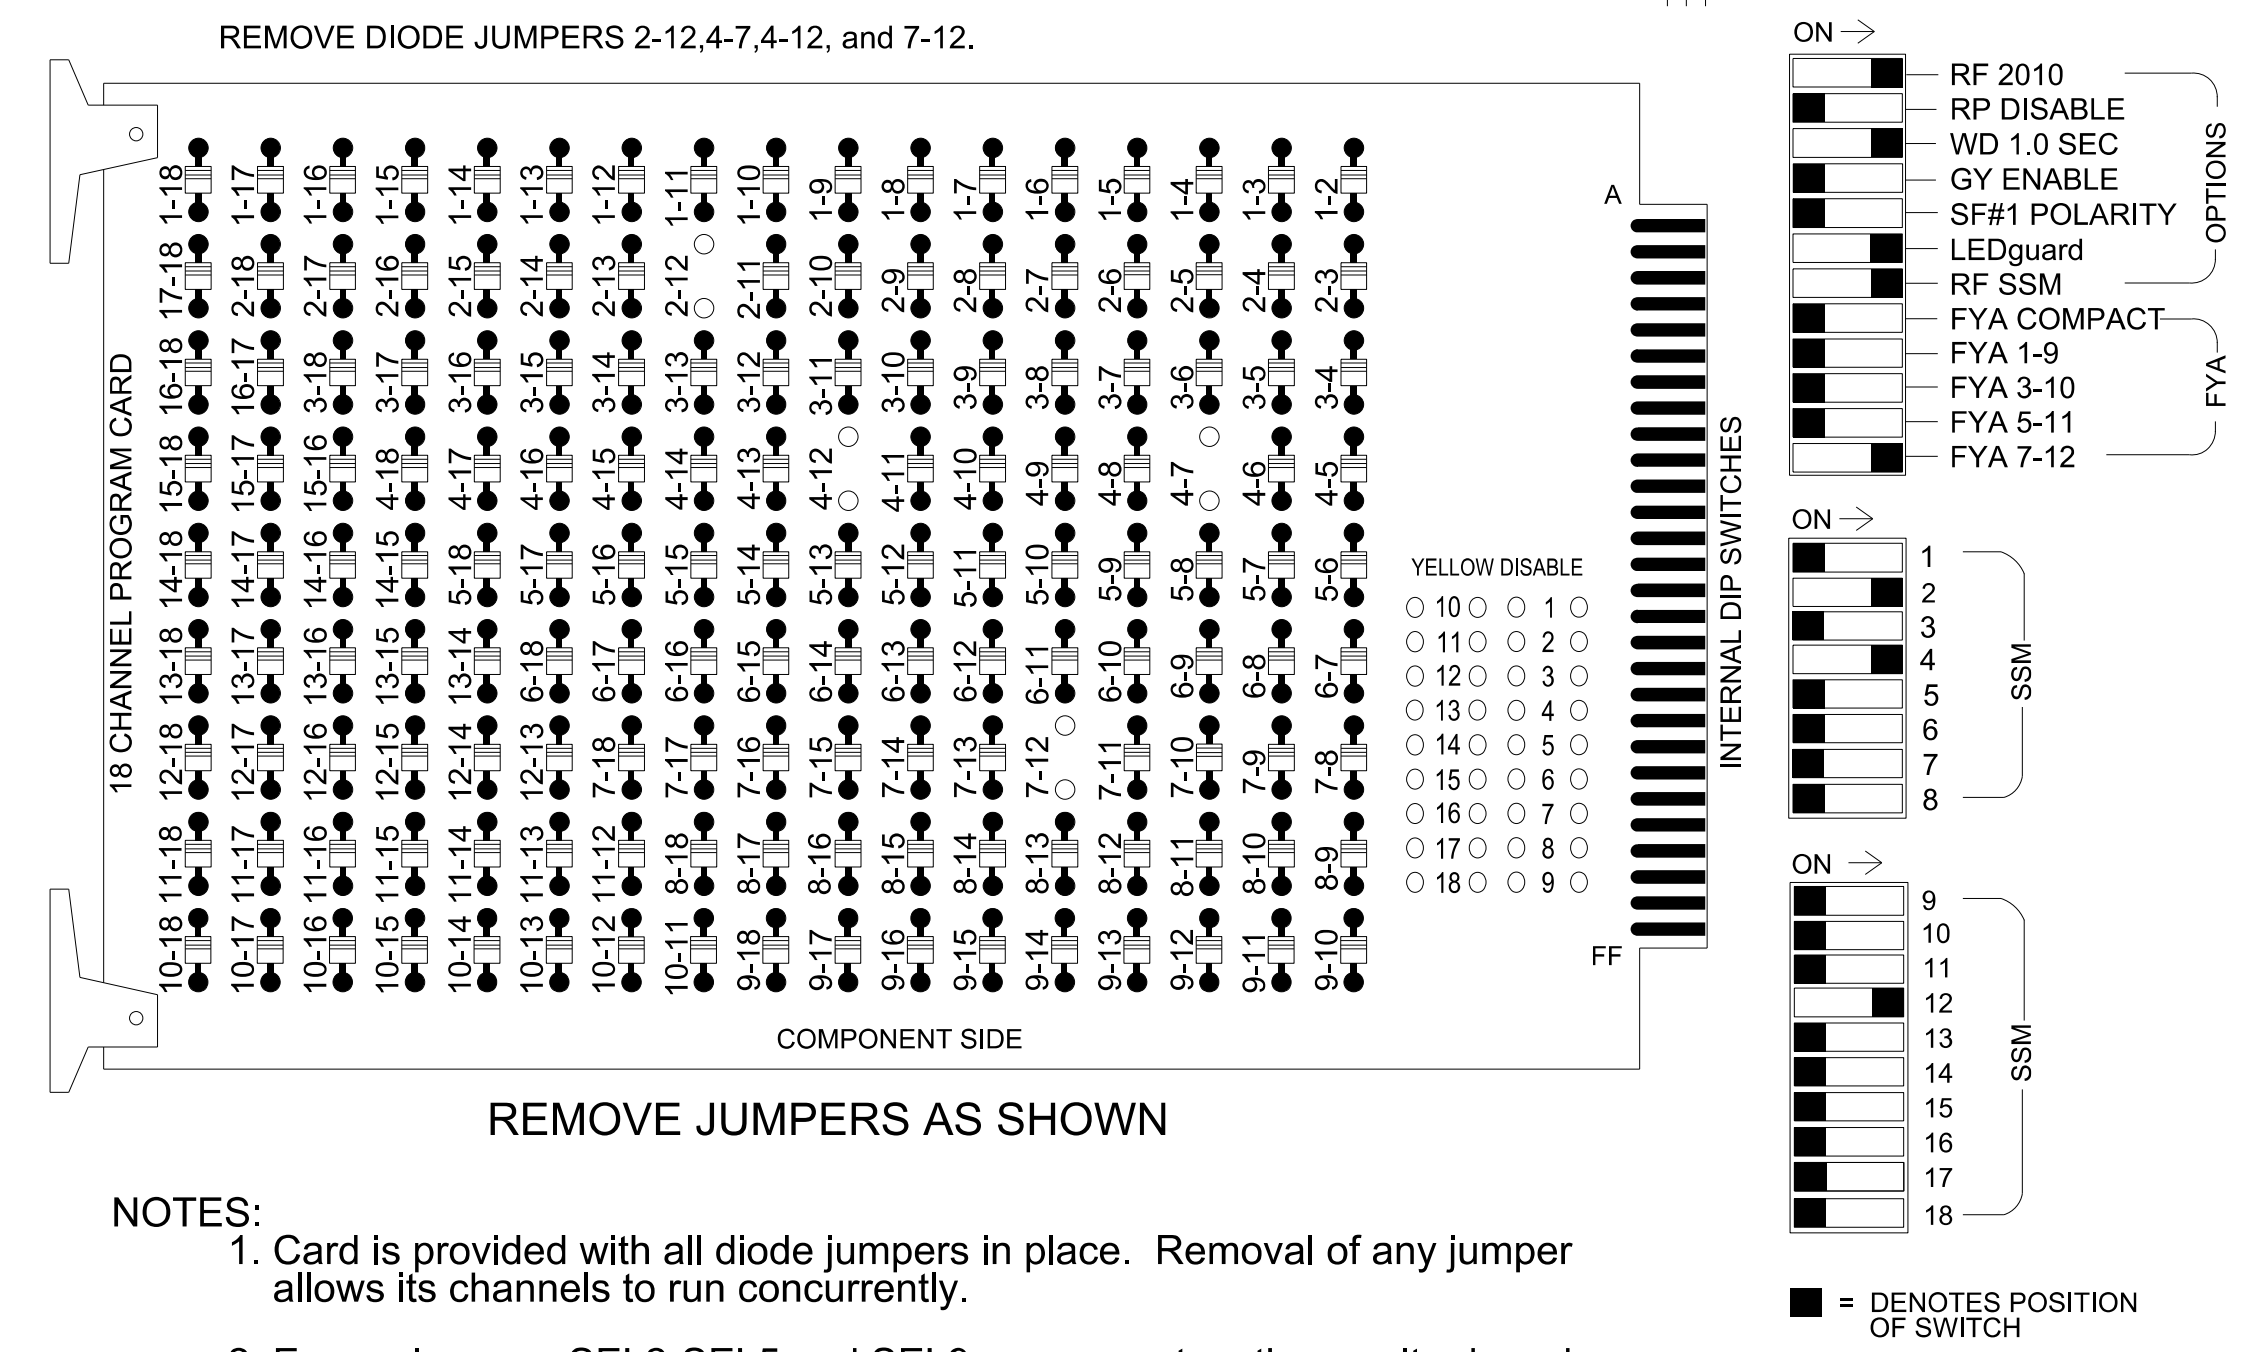 REMOVE DIODE JUMPERS 2-12,4-7,4-12, and 7-12.
18 CHANNEL PROGRAM CARD
1-18 1-17 1-16 1-15 1-14 1-13 1-12 1-11 1-10 1-9 1-8 1-7 1-6 1-5 1-4 1-3 1-2
17-18 2-18 2-17 2-16 2-15 2-14 2-13 2-12 2-11 2-10 2-9 2-8 2-7 2-6 2-5 2-4 2-3
16-18 16-17 3-18 3-17 3-16 3-15 3-14 3-13 3-12 3-11 3-10 3-9 3-8 3-7 3-6 3-5 3-4
15-18 15-17 15-16 4-18 4-17 4-16 4-15 4-14 4-13 4-12 4-11 4-10 4-9 4-8 4-7 4-6 4-5
14-18 14-17 14-16 14-15 5-18 5-17 5-16 5-15 5-14 5-13 5-12 5-11 5-10 5-9 5-8 5-7 5-6
13-18 13-17 13-16 13-15 13-14 6-18 6-17 6-16 6-15 6-14 6-13 6-12 6-11 6-10 6-9 6-8 6-7
12-18 12-17 12-16 12-15 12-14 12-13 7-18 7-17 7-16 7-15 7-14 7-13 7-12 7-11 7-10 7-9 7-8
11-18 11-17 11-16 11-15 11-14 11-13 11-12 8-18 8-17 8-16 8-15 8-14 8-13 8-12 8-11 8-10 8-9
10-18 10-17 10-16 10-15 10-14 10-13 10-12 10-11 9-18 9-17 9-16 9-15 9-14 9-13 9-12 9-11 9-10
YELLOW DISABLE
10 1
11 2
12 3
13 4
14 5
15 6
16 7
17 8
18 9
A
FF
COMPONENT SIDE
INTERNAL DIP SWITCHES
ON
RF 2010
RP DISABLE
WD 1.0 SEC
GY ENABLE
SF#1 POLARITY
LEDguard
RF SSM
OPTIONS
FYA COMPACT
FYA 1-9
FYA 3-10
FYA 5-11
FYA 7-12
FYA
ON
1
2
3
4
5
6
7
8
SSM
ON
9
10
11
12
13
14
15
16
17
18
SSM
= DENOTES POSITION
OF SWITCH
REMOVE JUMPERS AS SHOWN
NOTES:
1. Card is provided with all diode jumpers in place. Removal of any jumper
allows its channels to run concurrently.